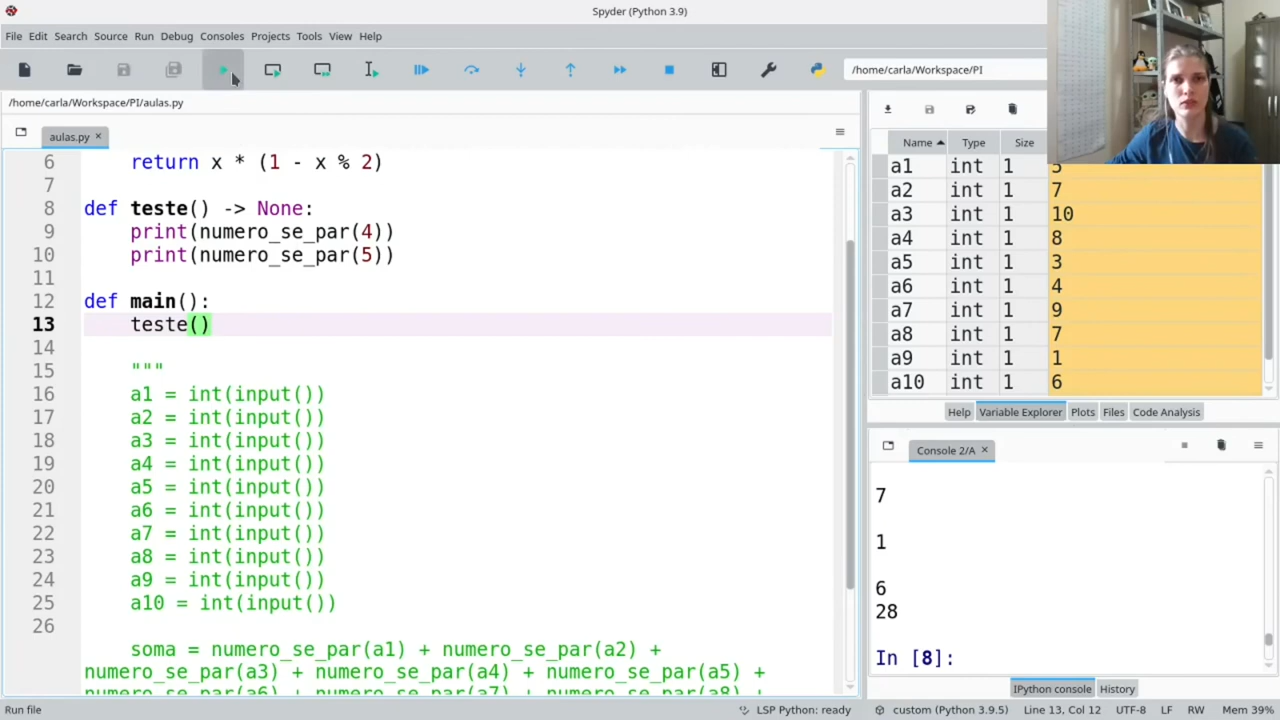 Spyder (Python 3.9)
File Edit Search Source Run Debug Consoles Projects Tools View Help
/home/carla/Workspace/PI
/home/carla/Workspace/PI/aulas.py
aulas.py
6 return x * (1 - x % 2)
7
8 def teste() -> None:
9 print(numero_se_par(4))
10 print(numero_se_par(5))
11
12 def main():
13 teste()
14
15 """
16 a1 = int(input())
17 a2 = int(input())
18 a3 = int(input())
19 a4 = int(input())
20 a5 = int(input())
21 a6 = int(input())
22 a7 = int(input())
23 a8 = int(input())
24 a9 = int(input())
25 a10 = int(input())
26
soma = numero_se_par(a1) + numero_se_par(a2) +
numero_se_par(a3) + numero_se_par(a4) + numero_se_par(a5) +
numero_se_par(a6) + numero_se_par(a7) + numero_se_par(a8) +
Name Type Size
a1 int 1 5
a2 int 1 7
a3 int 1 10
a4 int 1 8
a5 int 1 3
a6 int 1 4
a7 int 1 9
a8 int 1 7
a9 int 1 1
a10 int 1 6
Help Variable Explorer Plots Files Code Analysis
Console 2/A
7
1
6
28
In [8]:
IPython console History
Run file
LSP Python: ready custom (Python 3.9.5) Line 13, Col 12 UTF-8 LF RW Mem 39%